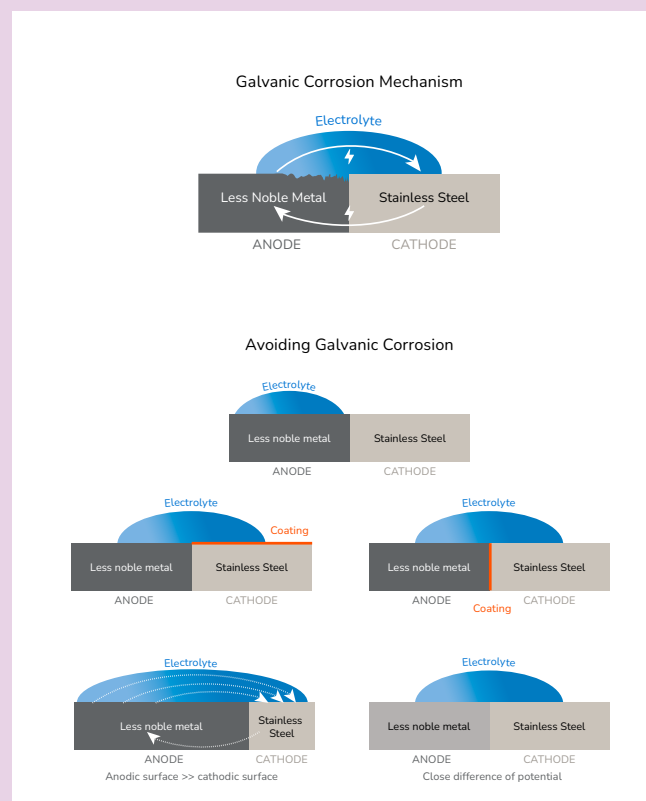 Galvanic Corrosion Mechanism
Electrolyte
Less Noble Metal
Stainless Steel
ANODE
CATHODE
Avoiding Galvanic Corrosion
Electrolyte
Less noble metal
Stainless Steel
ANODE
CATHODE
Electrolyte
Coating
Less noble metal
Stainless Steel
ANODE
CATHODE
Electrolyte
Less noble metal
Stainless Steel
ANODE
CATHODE
Coating
Electrolyte
Less noble metal
Stainless
Steel
ANODE
CATHODE
Anodic surface >> cathodic surface
Electrolyte
Less noble metal
Stainless Steel
ANODE
CATHODE
Close difference of potential